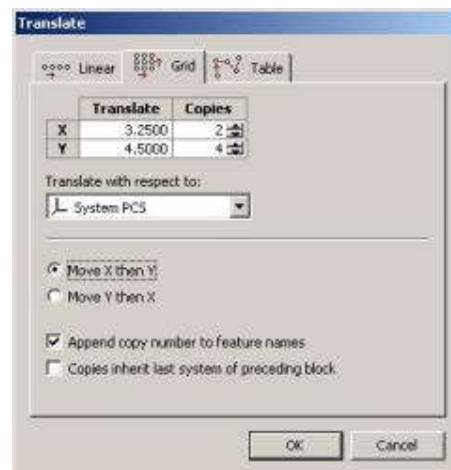 Translate
Linear Grid Table
Translate Copies
X 3.2500 2
Y 4.5000 4
Translate with respect to:
System PCS
Move X then Y
Move Y then X
Append copy number to feature names
Copies inherit last system of preceding block
OK Cancel